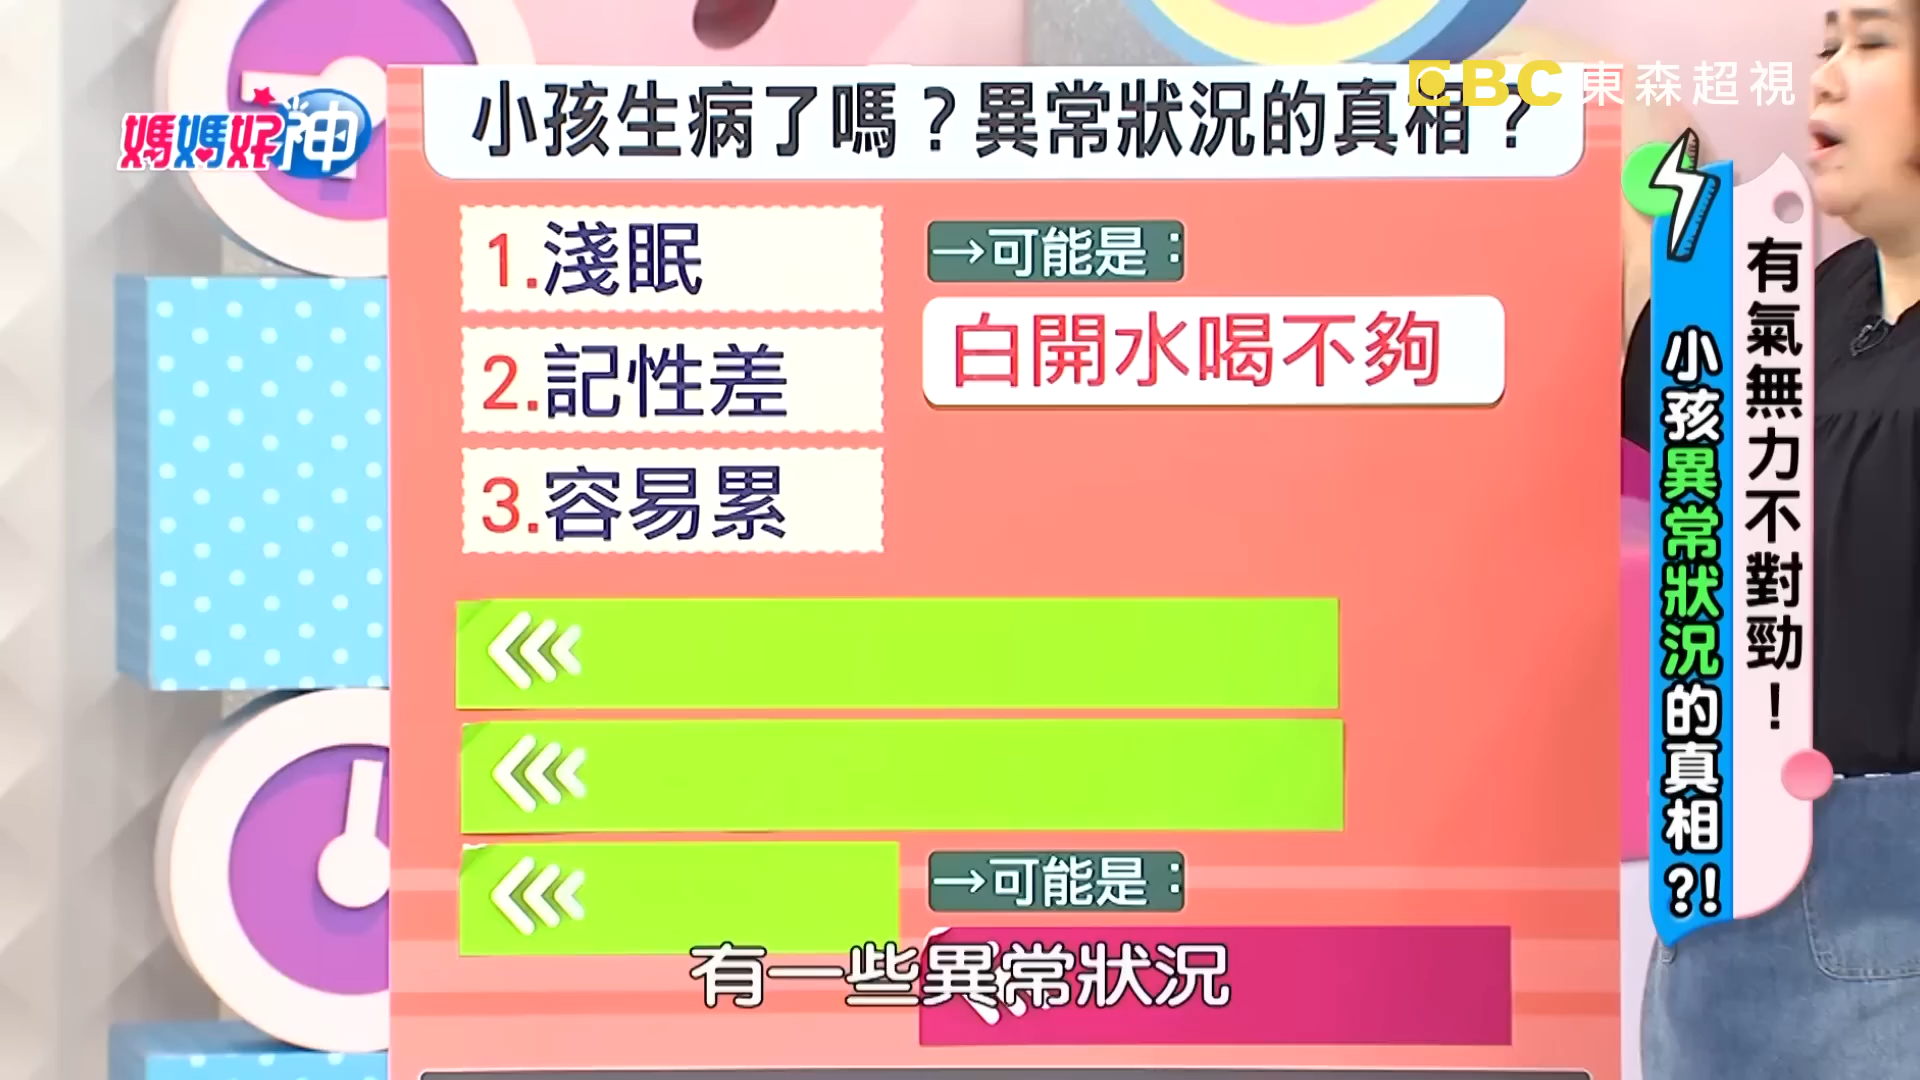 EBC 東森超視
媽媽好神
小孩生病了嗎？異常狀況的真相？
1.淺眠
→可能是：
白開水喝不夠
2.記性差
3.容易累
→可能是：
有一些異常狀況
有氣無力不對勁！
小孩異常狀況的真相?!